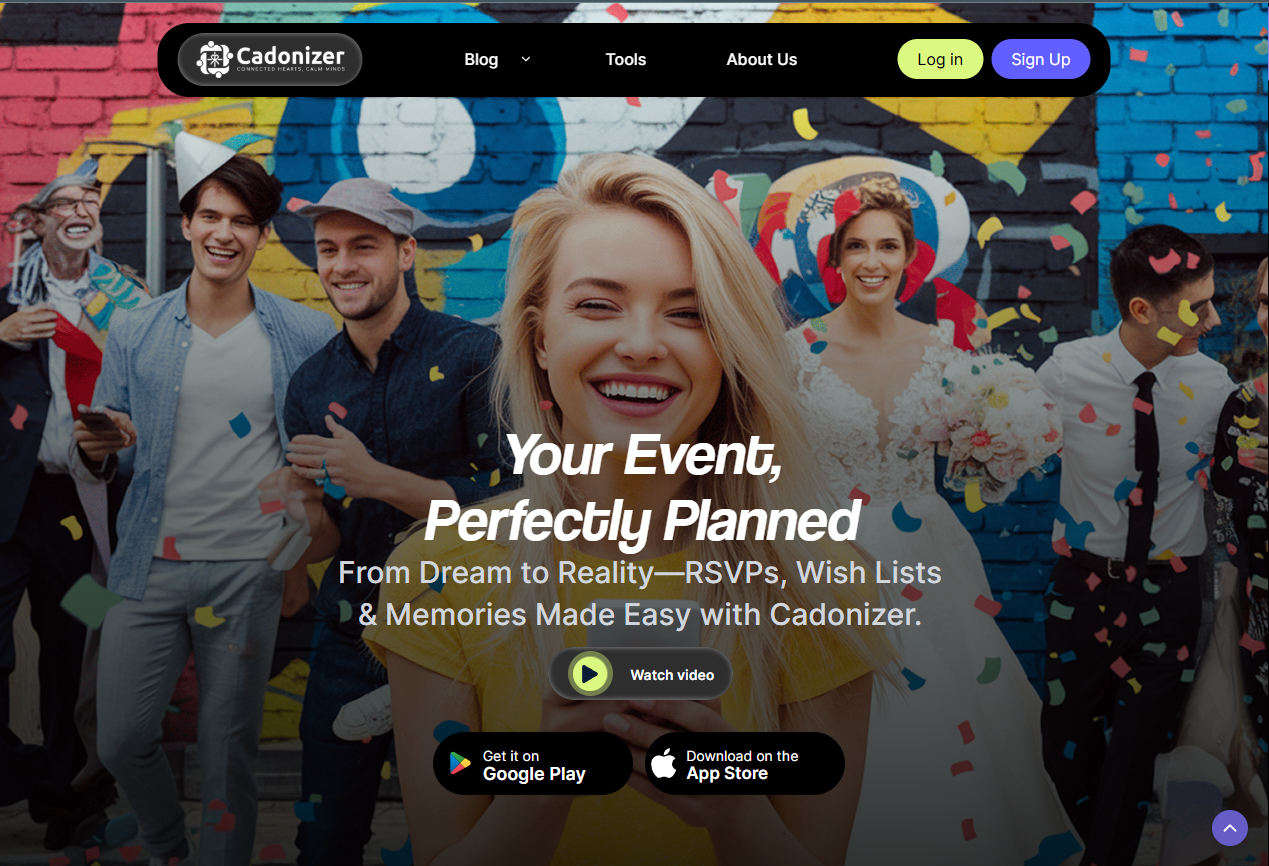 Cadonizer
CONNECTED HEARTS, CALM MINDS
Blog
Tools
About Us
Log in
Sign Up
Your Event,
Perfectly Planned
From Dream to Reality—RSVPs, Wish Lists
& Memories Made Easy with Cadonizer.
Watch video
Get it on
Google Play
Download on the
App Store